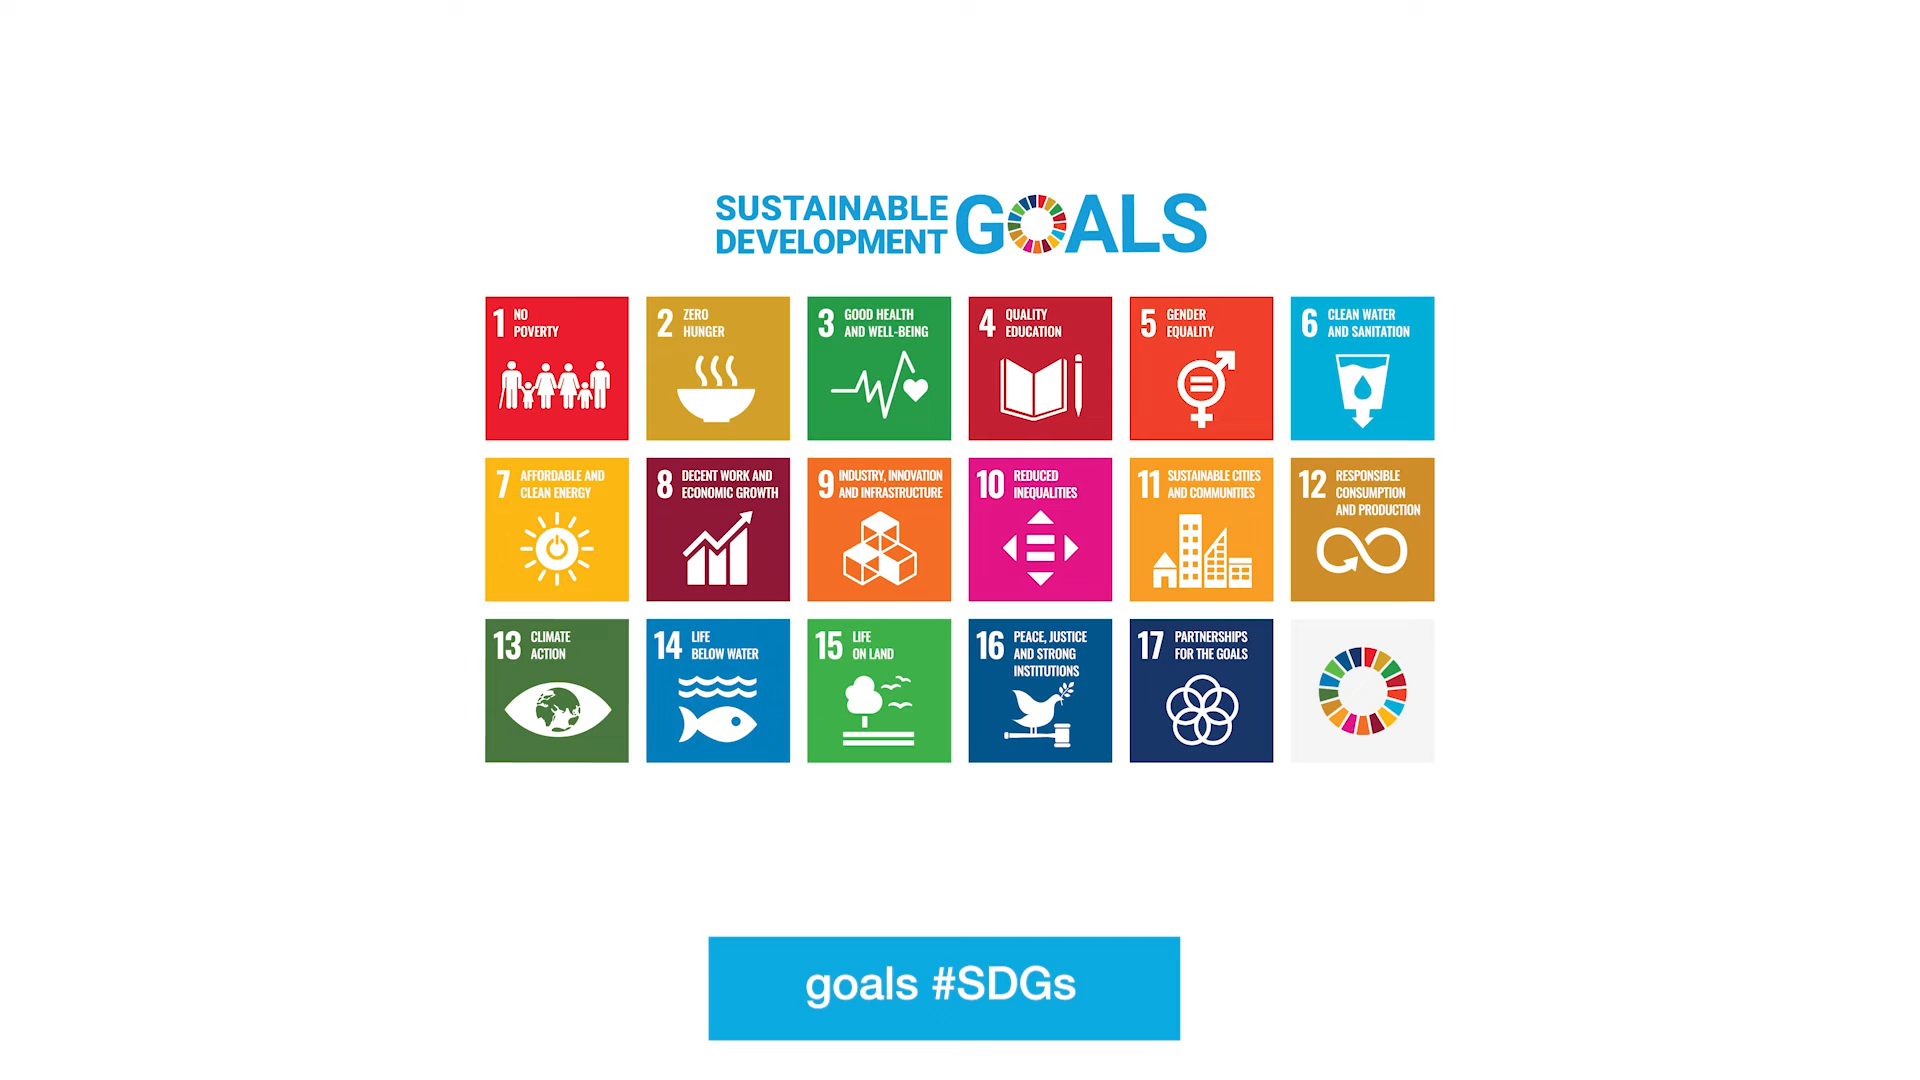 SUSTAINABLE
DEVELOPMENT
GOALS
1 NO
POVERTY
2 ZERO
HUNGER
3 GOOD HEALTH
AND WELL-BEING
4 QUALITY
EDUCATION
5 GENDER
EQUALITY
6 CLEAN WATER
AND SANITATION
7 AFFORDABLE AND
CLEAN ENERGY
8 DECENT WORK AND
ECONOMIC GROWTH
9 INDUSTRY, INNOVATION
AND INFRASTRUCTURE
10 REDUCED
INEQUALITIES
11 SUSTAINABLE CITIES
AND COMMUNITIES
12 RESPONSIBLE
CONSUMPTION
AND PRODUCTION
13 CLIMATE
ACTION
14 LIFE
BELOW WATER
15 LIFE
ON LAND
16 PEACE, JUSTICE
AND STRONG
INSTITUTIONS
17 PARTNERSHIPS
FOR THE GOALS
goals #SDGs